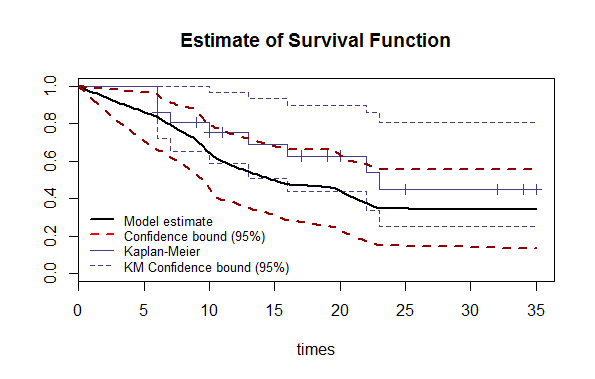 Estimate of Survival Function
1.0
0.8
0.6
0.4
0.2
0.0
Model estimate
Confidence bound (95%)
Kaplan-Meier
KM Confidence bound (95%)
0 5 10 15 20 25 30 35
times